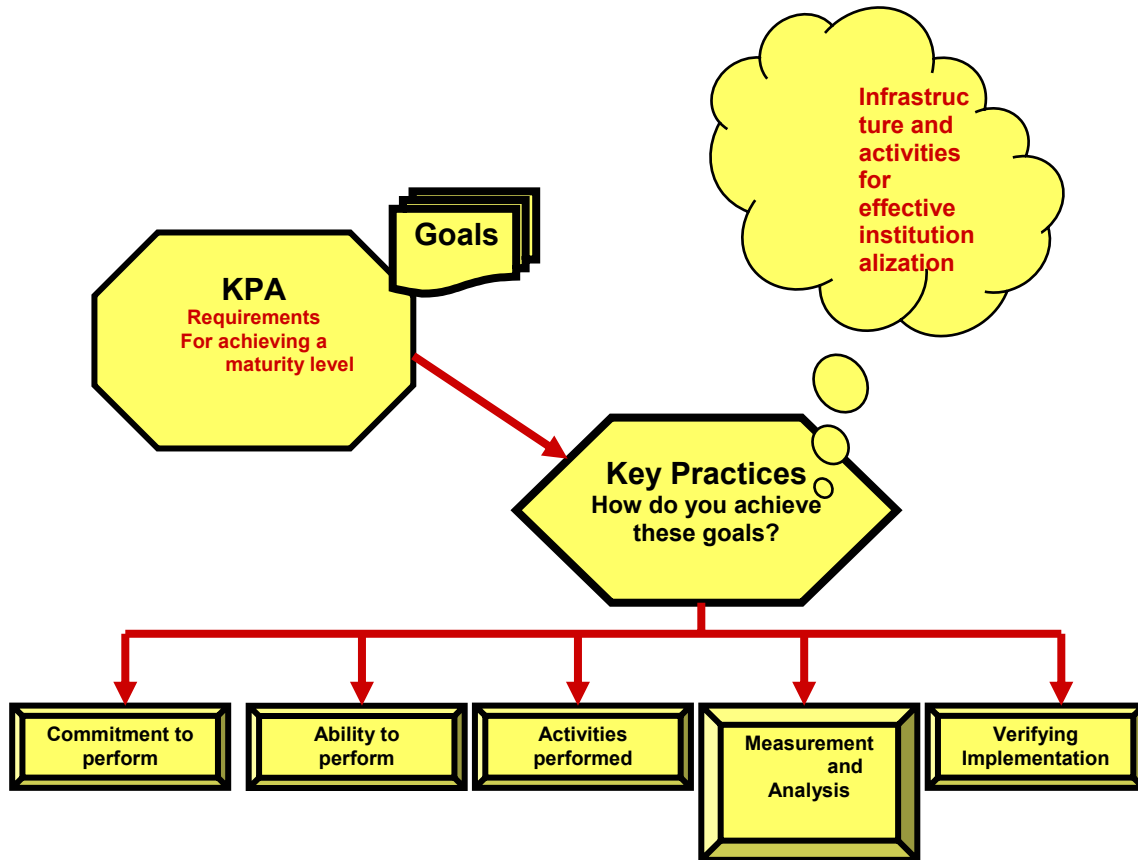 Infrastruc
ture and
activities
for
effective
institution
alization
Goals
KPA
Requirements
For achieving a
maturity level
Key Practices
How do you achieve
these goals?
Commitment to
perform
Ability to
perform
Activities
performed
Measurement
and
Analysis
Verifying
Implementation